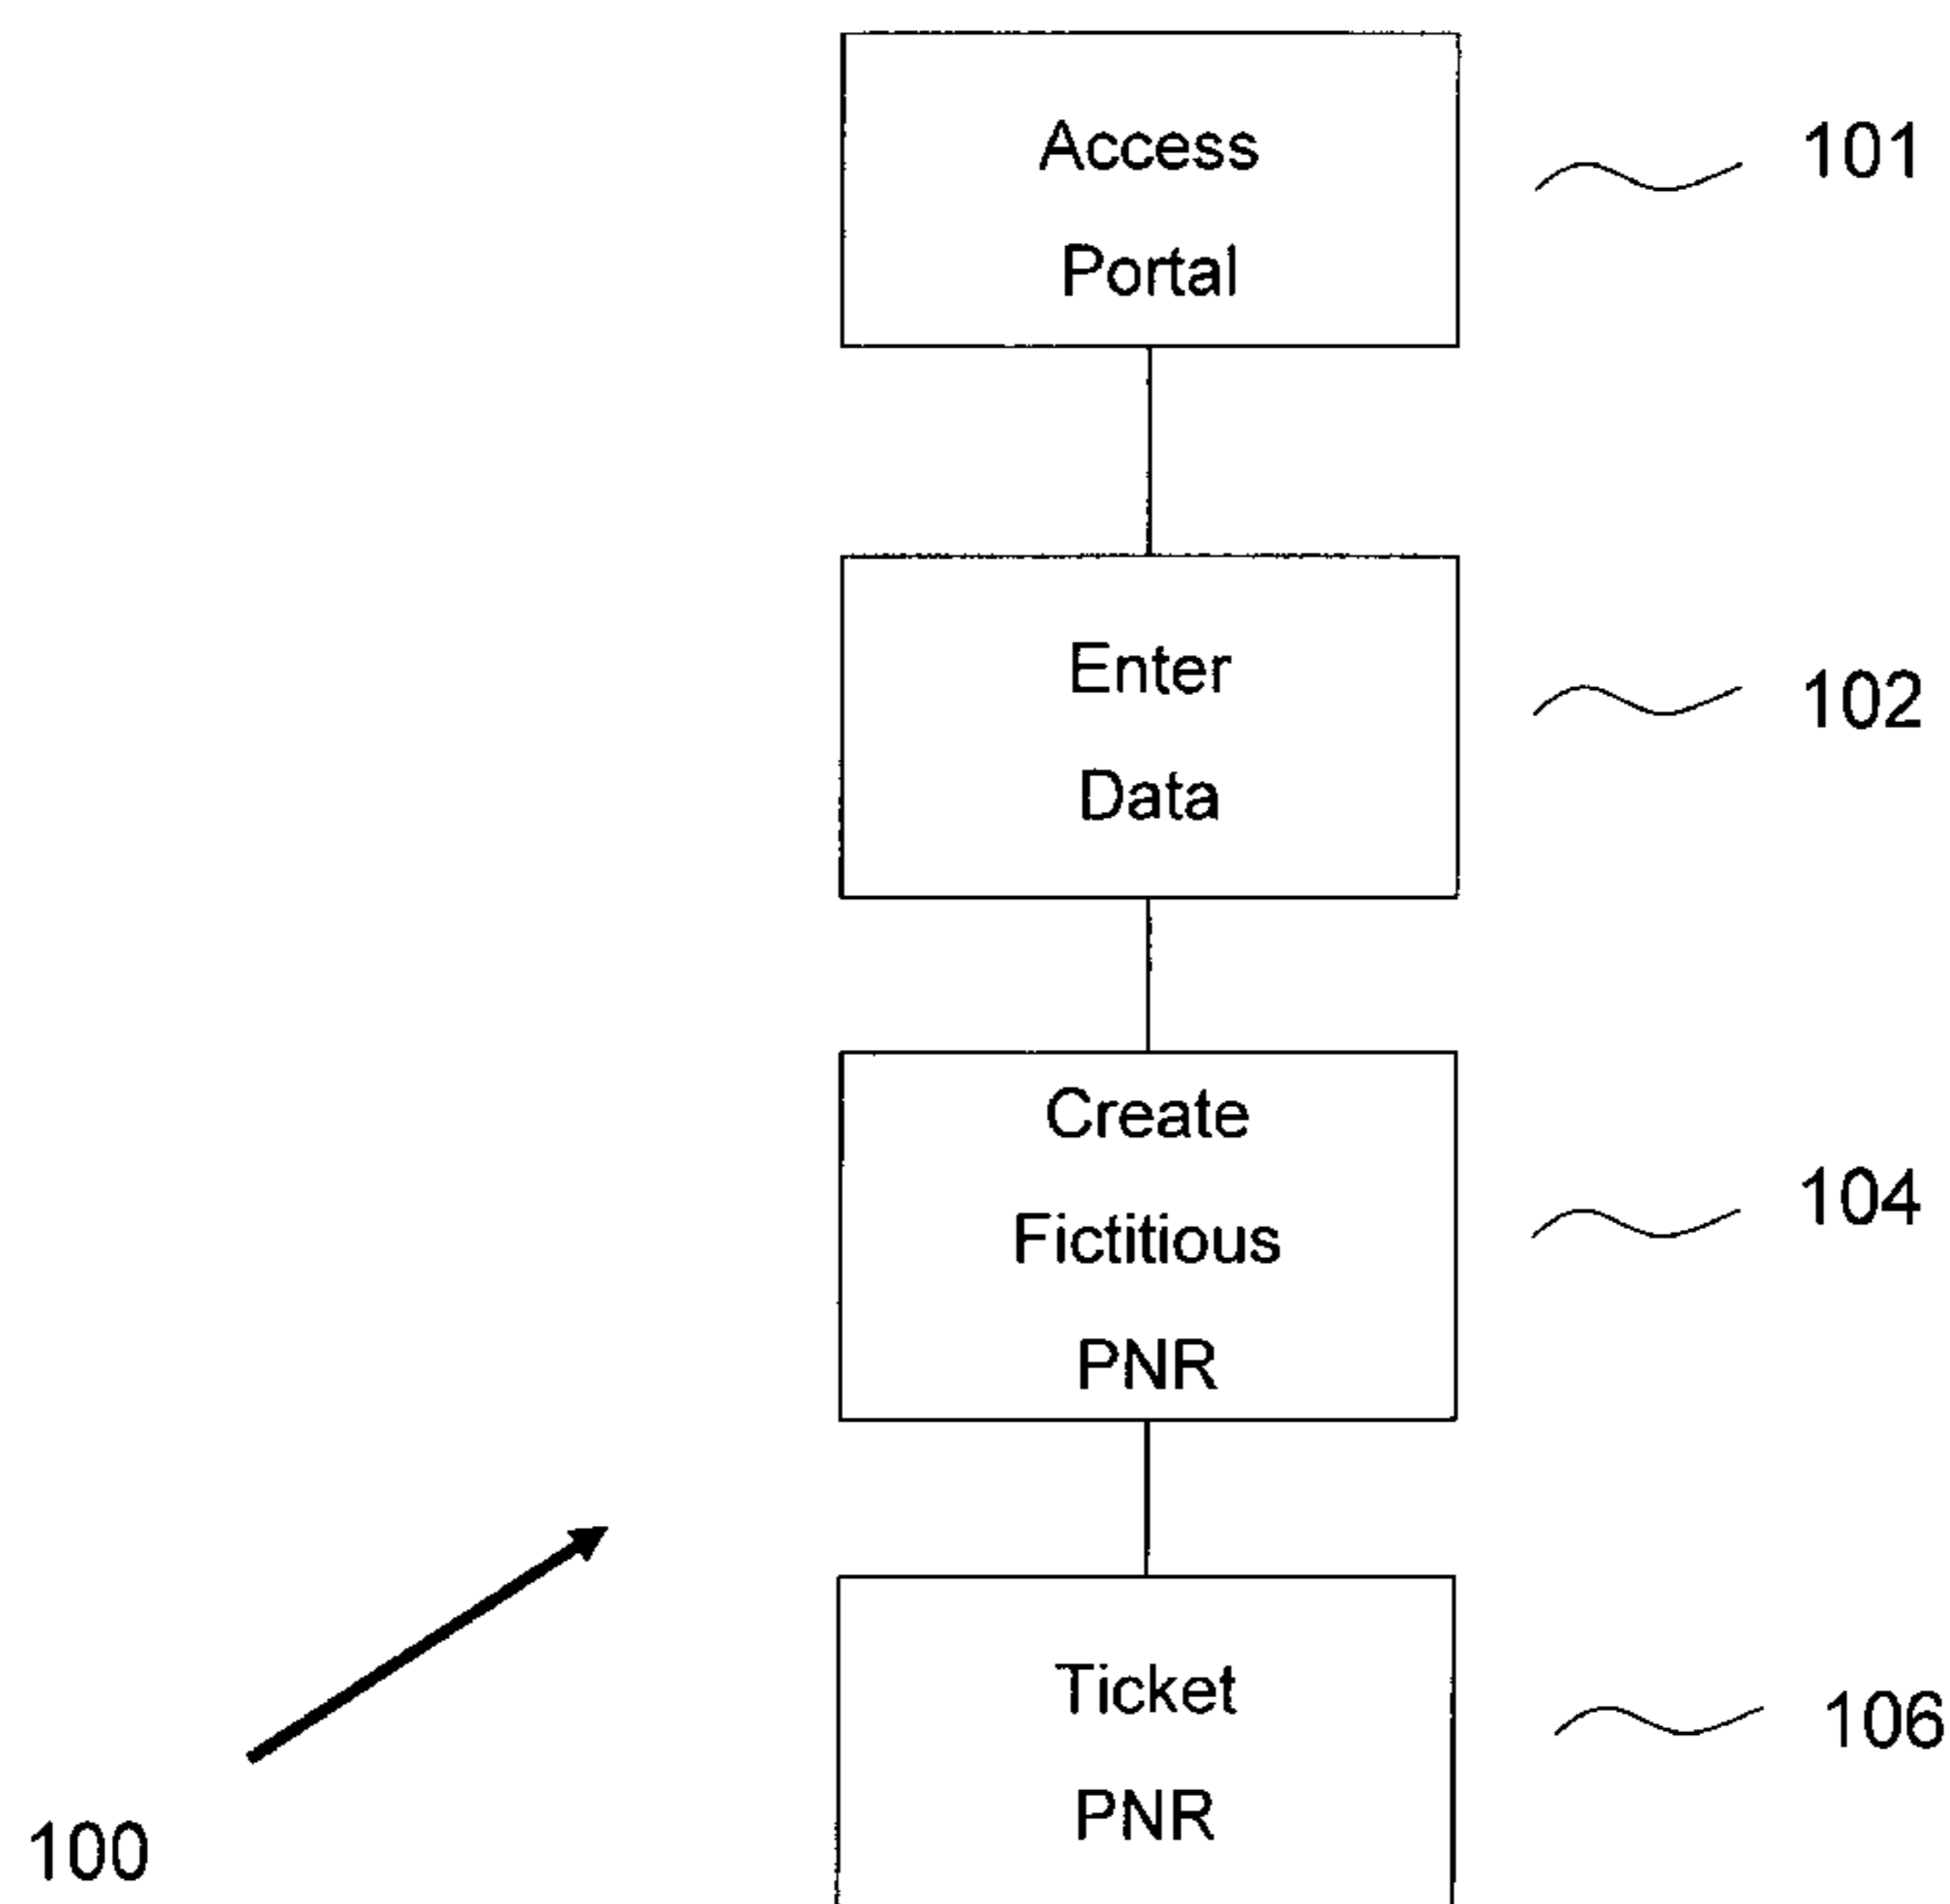 Access
Portal
101
Enter
Data
102
Create
Fictitious
PNR
104
Ticket
PNR
106
100